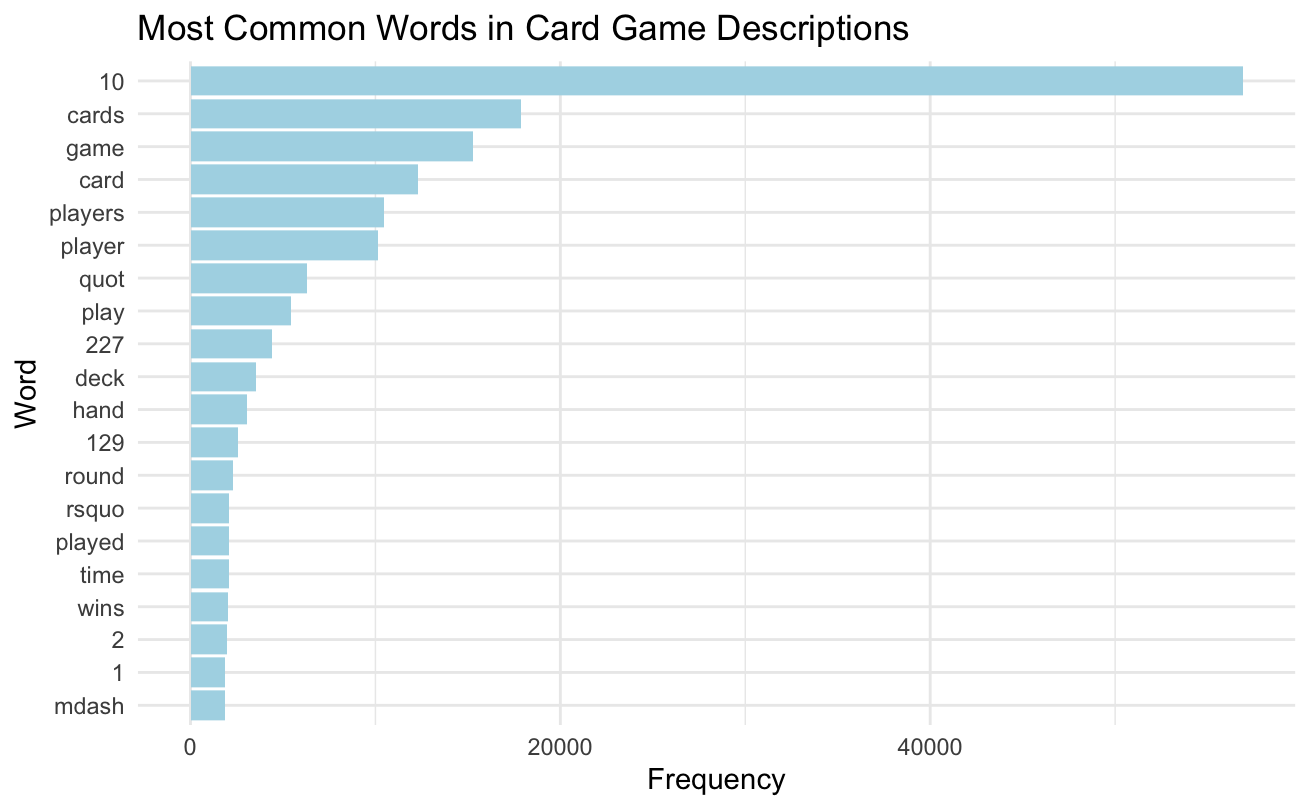 Most Common Words in Card Game Descriptions
10
cards
game
card
players
player
quot
play
227
deck
hand
129
round
rsquo
played
time
wins
2
1
mdash
Word
0 20000 40000
Frequency